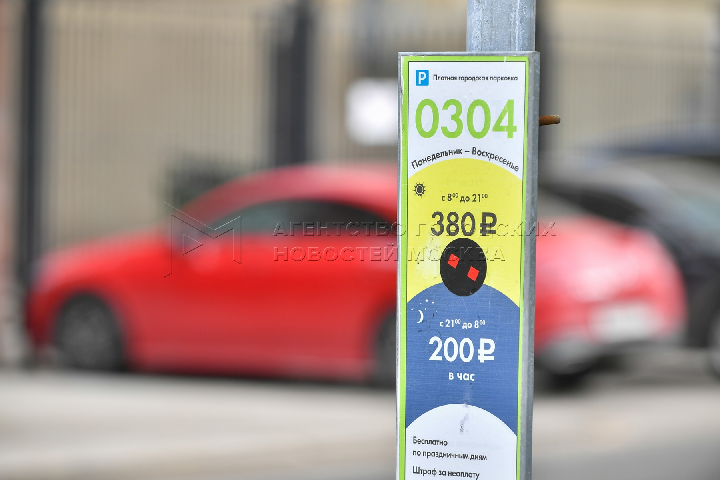 P Платная городская парковка
0304
Понедельник – Воскресенье
с 8⁰⁰ до 21⁰⁰
380 ₽
АГЕНТСТВО ГОРОДСКИХ
НОВОСТЕЙ МОСКВА
с 21⁰⁰ до 8⁰⁰
200 ₽
в час
Бесплатно
по праздничным дням
Штраф за неоплату